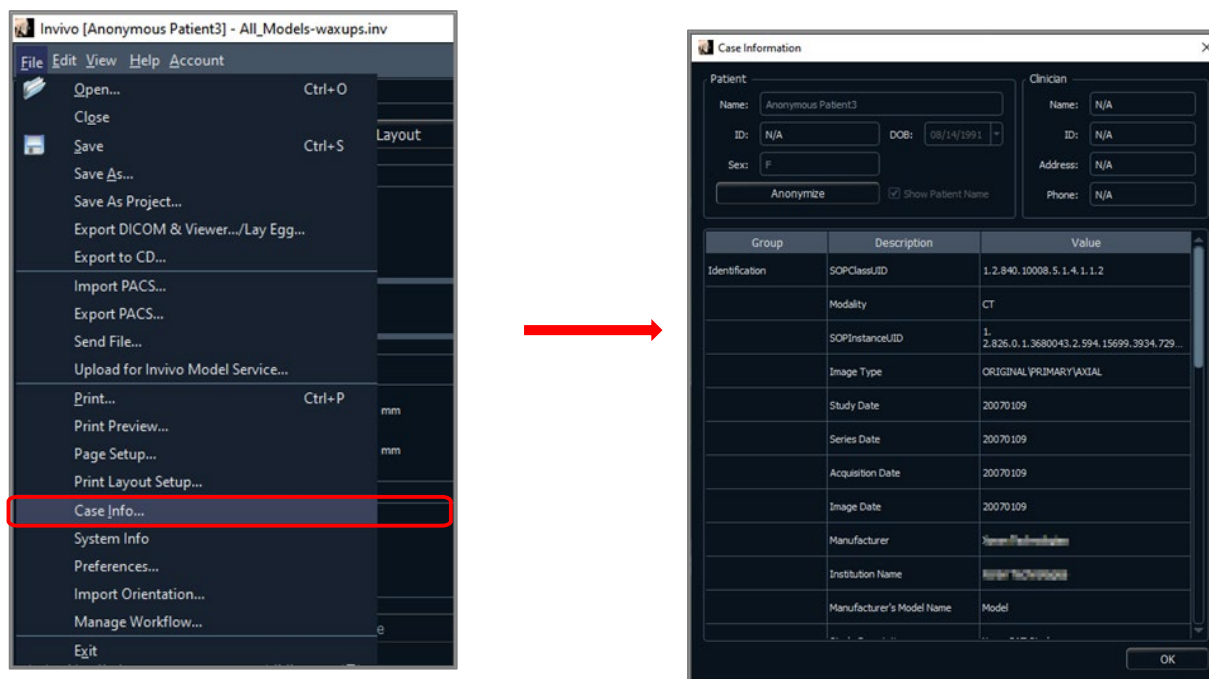 Invivo [Anonymous Patient3] - All_Models-waxups.inv
File Edit View Help Account
Open... Ctrl+O
Close
Layout
Save Ctrl+S
Save As...
Save As Project...
Export DICOM & Viewer.../Lay Egg...
Export to CD...
Import PACS...
Export PACS...
Send File...
Upload for Invivo Model Service...
Print... Ctrl+P
mm
Print Preview...
Page Setup...
mm
Print Layout Setup...
Case Info...
System Info
Preferences...
Import Orientation...
Manage Workflow...
e
Exit
Case Information
Patient
Name: Anonymous Patient3
ID: N/A DOB: 08/14/1991
Sex: F
Anonymize Show Patient Name
Clinician
Name: N/A
ID: N/A
Address: N/A
Phone: N/A
Group Description Value
Identification SOPClassUID 1.2.840.10008.5.1.4.1.1.2
Modality CT
SOPInstanceUID 1.
2.826.0.1.3680043.2.594.15699.3934.729...
Image Type ORIGINAL\PRIMARY\AXIAL
Study Date 20070109
Series Date 20070109
Acquisition Date 20070109
Image Date 20070109
Manufacturer
Institution Name
Manufacturer's Model Name Model
OK